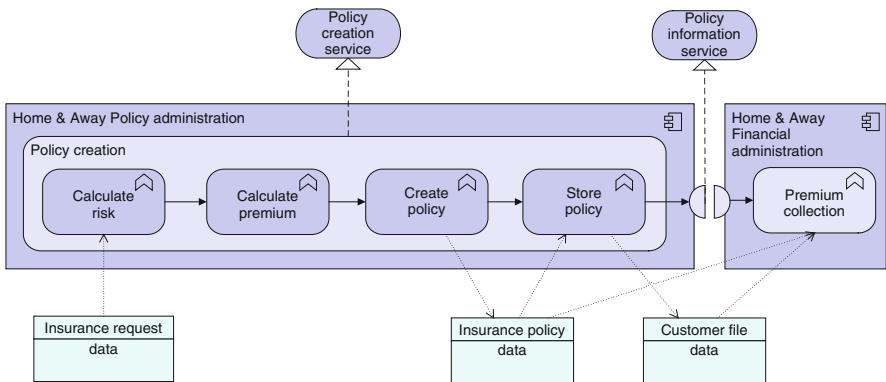 Policy
creation
service
Policy
information
service
Home & Away Policy administration
Home & Away
Financial
administration
Policy creation
Calculate
risk
Calculate
premium
Create
policy
Store
policy
Premium
collection
Insurance request
data
Insurance policy
data
Customer file
data